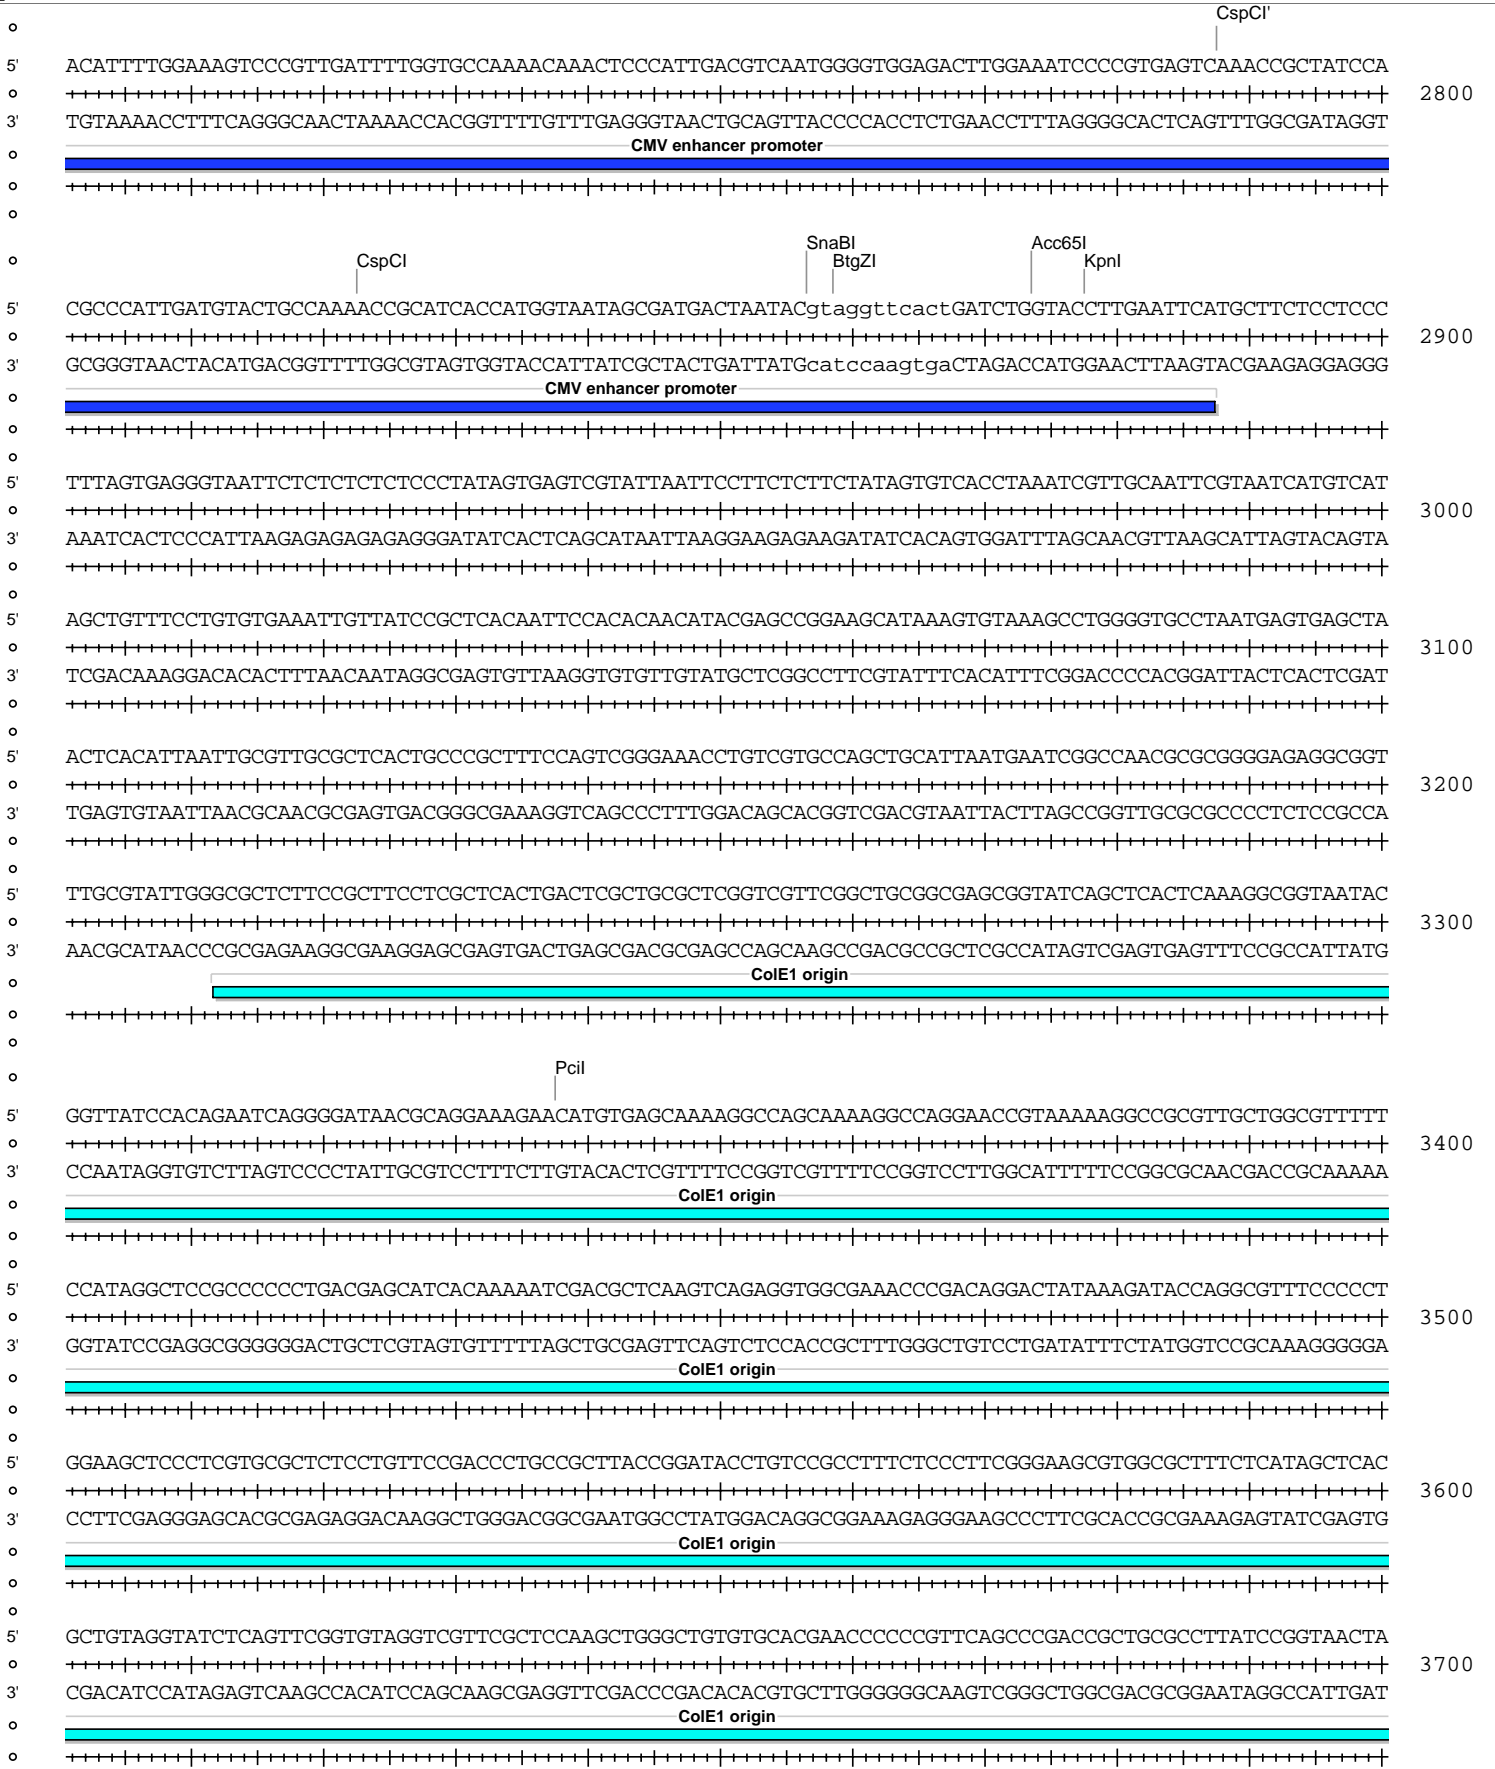 CspCI'
5' ACATTTTGGAAAGTCCCGTTGATTTTGGTGCCAAAACAAACTCCCATTGACGTCAATGGGGTGGAGACTTGGAAATCCCCGTGAGTCAAACCGCTATCCA
2800
3' TGTAAAACCTTTCAGGGCAACTAAAACCACGGTTTTGTTTGAGGGTAACTGCAGTTACCCCACCTCTGAACCTTTAGGGGCACTCAGTTTGGCGATAGGT
CMV enhancer promoter
SnaBI Acc65I
CspCI BtgZI KpnI
5' CGCCCATTGATGTACTGCCAAAACCGCATCACCATGGTAATAGCGATGACTAATACgtaggttcactGATCTGGTACCTTGAATTCATGCTTCTCCTCCC
2900
3' GCGGGTAACTACATGACGGTTTTGGCGTAGTGGTACCATTATCGCTACTGATTATGcatccaagtgaCTAGACCATGGAACTTAAGTACGAAGAGGAGGG
CMV enhancer promoter
5' TTTAGTGAGGGTAATTCTCTCTCTCTCCCTATAGTGAGTCGTATTAATTCCTTCTCTTCTATAGTGTCACCTAAATCGTTGCAATTCGTAATCATGTCAT
3000
3' AAATCACTCCCATTAAGAGAGAGAGAGGGATATCACTCAGCATAATTAAGGAAGAGAAGATATCACAGTGGATTTAGCAACGTTAAGCATTAGTACAGTA
5' AGCTGTTTCCTGTGTGAAATTGTTATCCGCTCACAATTCCACACAACATACGAGCCGGAAGCATAAAGTGTAAAGCCTGGGGTGCCTAATGAGTGAGCTA
3100
3' TCGACAAAGGACACACTTTAACAATAGGCGAGTGTTAAGGTGTGTTGTATGCTCGGCCTTCGTATTTCACATTTCGGACCCCACGGATTACTCACTCGAT
5' ACTCACATTAATTGCGTTGCGCTCACTGCCCGCTTTCCAGTCGGGAAACCTGTCGTGCCAGCTGCATTAATGAATCGGCCAACGCGCGGGGAGAGGCGGT
3200
3' TGAGTGTAATTAACGCAACGCGAGTGACGGGCGAAAGGTCAGCCCTTTGGACAGCACGGTCGACGTAATTACTTAGCCGGTTGCGCGCCCCTCTCCGCCA
5' TTGCGTATTGGGCGCTCTTCCGCTTCCTCGCTCACTGACTCGCTGCGCTCGGTCGTTCGGCTGCGGCGAGCGGTATCAGCTCACTCAAAGGCGGTAATAC
3300
3' AACGCATAACCCGCGAGAAGGCGAAGGAGCGAGTGACTGAGCGACGCGAGCCAGCAAGCCGACGCCGCTCGCCATAGTCGAGTGAGTTTCCGCCATTATG
ColE1 origin
PciI
5' GGTTATCCACAGAATCAGGGGATAACGCAGGAAAGAACATGTGAGCAAAAGGCCAGCAAAAGGCCAGGAACCGTAAAAAGGCCGCGTTGCTGGCGTTTTT
3400
3' CCAATAGGTGTCTTAGTCCCCTATTGCGTCCTTTCTTGTACACTCGTTTTCCGGTCGTTTTCCGGTCCTTGGCATTTTTCCGGCGCAACGACCGCAAAAA
ColE1 origin
5' CCATAGGCTCCGCCCCCCTGACGAGCATCACAAAAATCGACGCTCAAGTCAGAGGTGGCGAAACCCGACAGGACTATAAAGATACCAGGCGTTTCCCCCT
3500
3' GGTATCCGAGGCGGGGGGACTGCTCGTAGTGTTTTTAGCTGCGAGTTCAGTCTCCACCGCTTTGGGCTGTCCTGATATTTCTATGGTCCGCAAAGGGGGA
ColE1 origin
5' GGAAGCTCCCTCGTGCGCTCTCCTGTTCCGACCCTGCCGCTTACCGGATACCTGTCCGCCTTTCTCCCTTCGGGAAGCGTGGCGCTTTCTCATAGCTCAC
3600
3' CCTTCGAGGGAGCACGCGAGAGGACAAGGCTGGGACGGCGAATGGCCTATGGACAGGCGGAAAGAGGGAAGCCCTTCGCACCGCGAAAGAGTATCGAGTG
ColE1 origin
5' GCTGTAGGTATCTCAGTTCGGTGTAGGTCGTTCGCTCCAAGCTGGGCTGTGTGCACGAACCCCCCGTTCAGCCCGACCGCTGCGCCTTATCCGGTAACTA
3700
3' CGACATCCATAGAGTCAAGCCACATCCAGCAAGCGAGGTTCGACCCGACACACGTGCTTGGGGGGCAAGTCGGGCTGGCGACGCGGAATAGGCCATTGAT
ColE1 origin